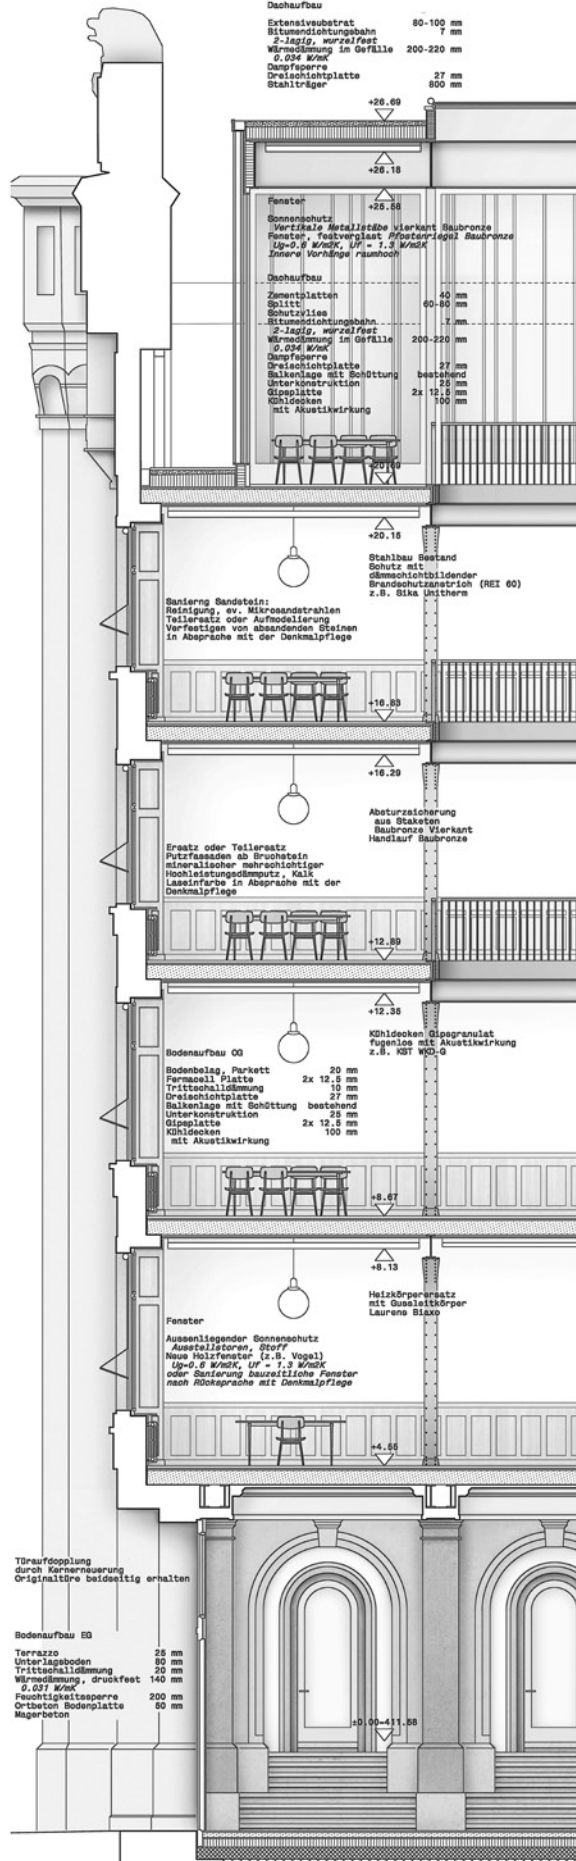 Dachaufbau
Extensivsubstrat 80-100 mm
Bitumendichtungsbahn 7 mm
2-lagig, wurzelfest
Wärmedämmung im Gefälle 200-220 mm
0.034 W/mK
Dampfsperre
Dreischichtplatte 27 mm
Stahlträger 800 mm
+26.69
+26.18
+25.58
Fenster
Sonnenschutz
Vertikale Metallstäbe vierkant Baubronze
Fenster, festverglast Pfostenriegel Baubronze
Ug=0.6 W/m2K, Uf = 1.3 W/m2K
Innere Vorhänge raumhoch
Dachaufbau
Zementplatten 40 mm
Splitt 60-80 mm
Schutzvlies
Bitumendichtungsbahn 7 mm
2-lagig, wurzelfest
Wärmedämmung im Gefälle 200-220 mm
0.034 W/mK
Dampfsperre
Dreischichtplatte 27 mm
Balkenlage mit Schüttung bestehend
Unterkonstruktion 25 mm
Gipsplatte 2x 12.5 mm
Kühldecken 100 mm
mit Akustikwirkung
+20.69
+20.15
Stahlbau Bestand
Schutz mit
dämmschichtbildender
Brandschutzanstrich (REI 60)
z.B. Sika Unitherm
Sanierng Sandstein:
Reinigung, ev. Mikrosandstrahlen
Teilersatz oder Aufmodelierung
Verfestigen von absandenden Steinen
in Absprache mit der Denkmalpflege
+16.83
+16.29
Absturzsicherung
aus Staketen
Baubronze Vierkant
Handlauf Baubronze
Ersatz oder Teilersatz
Putzfassaden ab Bruchstein
mineralischer mehrschichtiger
Hochleistungsdämmputz, Kalk
Laseinfarbe in Absprache mit der
Denkmalpflege
+12.89
+12.35
Kühldecken Gipsgranulat
fugenlos mit Akustikwirkung
z.B. KST WKD-G
Bodenaufbau OG
Bodenbelag, Parkett 20 mm
Fermacell Platte 2x 12.5 mm
Trittschalldämmung 10 mm
Dreischichtplatte 27 mm
Balkenlage mit Schüttung bestehend
Unterkonstruktion 25 mm
Gipsplatte 2x 12.5 mm
Kühldecken 100 mm
mit Akustikwirkung
+8.67
+8.13
Heizkörperersatz
mit Gussleitkörper
Laurens Biaxo
Fenster
Aussenliegender Sonnenschutz
Ausstellstoren, Stoff
Neue Holzfenster (z.B. Vogel)
Ug=0.6 W/m2K, Uf = 1.3 W/m2K
oder Sanierung bauzeitliche Fenster
nach Rücksprache mit Denkmalpflege
+4.55
Türaufdopplung
durch Kernerneuerung
Originaltüre beidseitig erhalten
Bodenaufbau EG
Terrazzo 25 mm
Unterlagsboden 80 mm
Trittschalldämmung 20 mm
Wärmedämmung, druckfest 140 mm
0.031 W/mK
Feuchtigkeitssperre 200 mm
Ortbeton Bodenplatte 50 mm
Magerbeton
±0.00=411.58